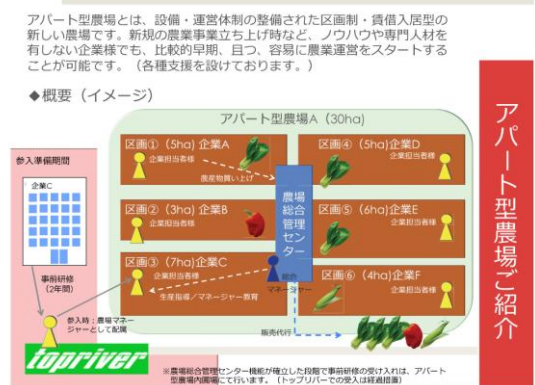 アパート型農場とは、設備・運営体制の整備された区画制・賃借入居型の
新しい農場です。新規の農業事業立ち上げ時など、ノウハウや専門人材を
有しない企業様でも、比較的早期、且つ、容易に農業運営をスタートする
ことが可能です。（各種支援を設けております。）
◆概要（イメージ）
アパート型農場ご紹介
アパート型農場A（30ha）
区画①（5ha）企業A
企業担当者様
農産物買い上げ
区画④（5ha)企業D
企業担当者様
参入準備期間
企業C
区画②（3ha）企業B
企業担当者様
農場
総合
管理
セン
ター
区画⑤（6ha)企業E
企業担当者様
区画③（7ha)企業C
企業担当者様
生産指導／マネージャー教育
総合
マネージャー
区画⑥（4ha)企業F
企業担当者様
事前研修
（2年間）
参入時：農場マネー
ジャーとして配属
販売代行
topriver
※農場総合管理センター機能が確立した段階で事前研修の受け入れは、アパート
型農場内圃場にて行います。（トップリバーでの受入は経過措置）